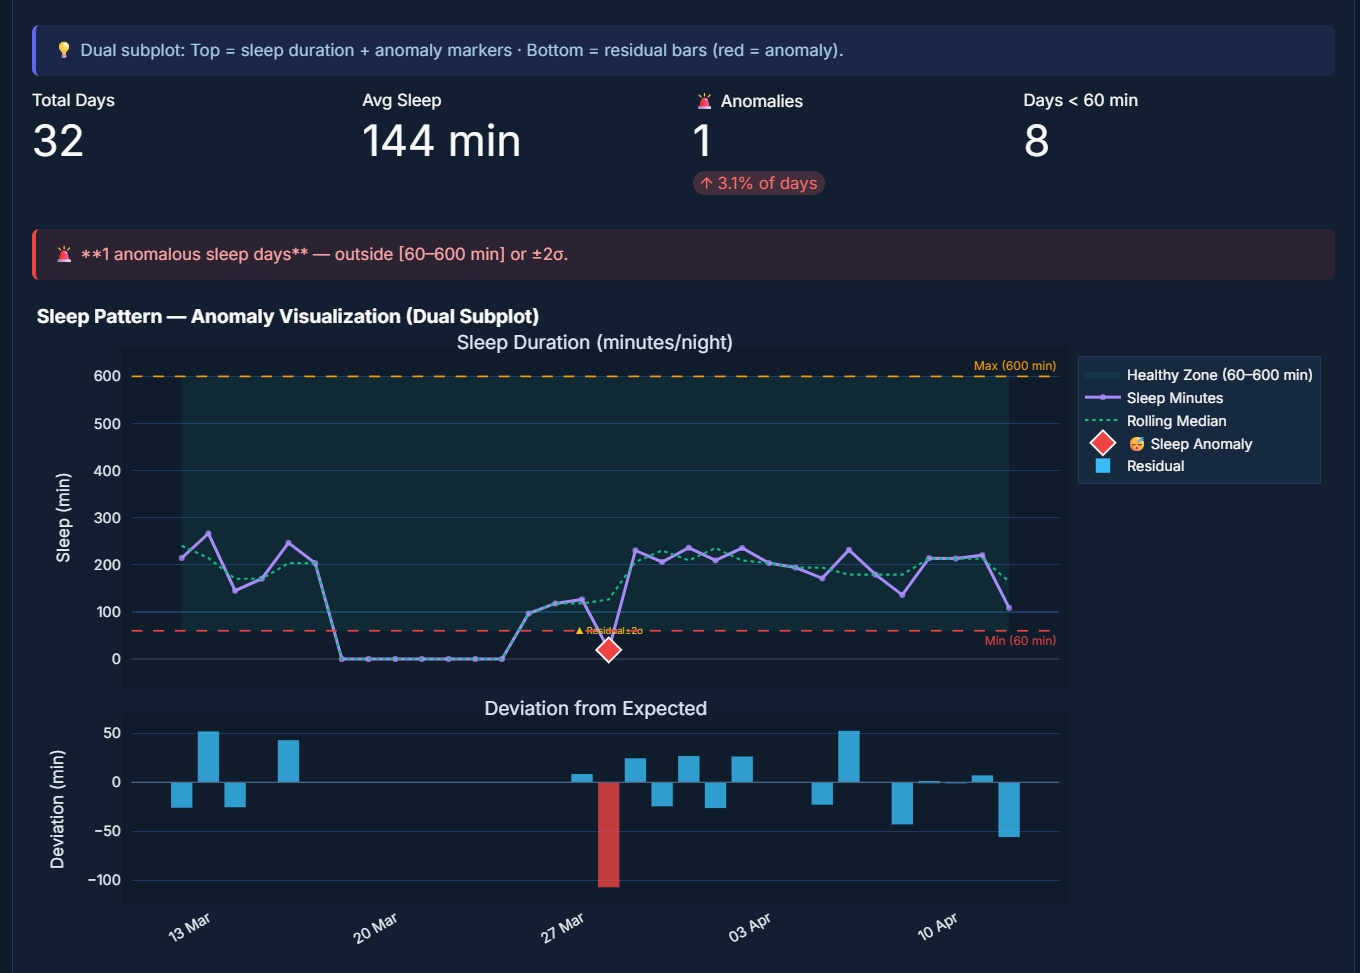 💡 Dual subplot: Top = sleep duration + anomaly markers · Bottom = residual bars (red = anomaly).
Total Days
32
Avg Sleep
144 min
🚨 Anomalies
1
↑ 3.1% of days
Days < 60 min
8
🚨 **1 anomalous sleep days** — outside [60–600 min] or ±2σ.
Sleep Pattern — Anomaly Visualization (Dual Subplot)
Sleep Duration (minutes/night)
Max (600 min)
600
500
400
300
200
100
0
Sleep (min)
▲ Residual±2σ
Min (60 min)
Healthy Zone (60–600 min)
Sleep Minutes
Rolling Median
😴 Sleep Anomaly
Residual
Deviation from Expected
50
0
−50
−100
Deviation (min)
13 Mar
20 Mar
27 Mar
03 Apr
10 Apr